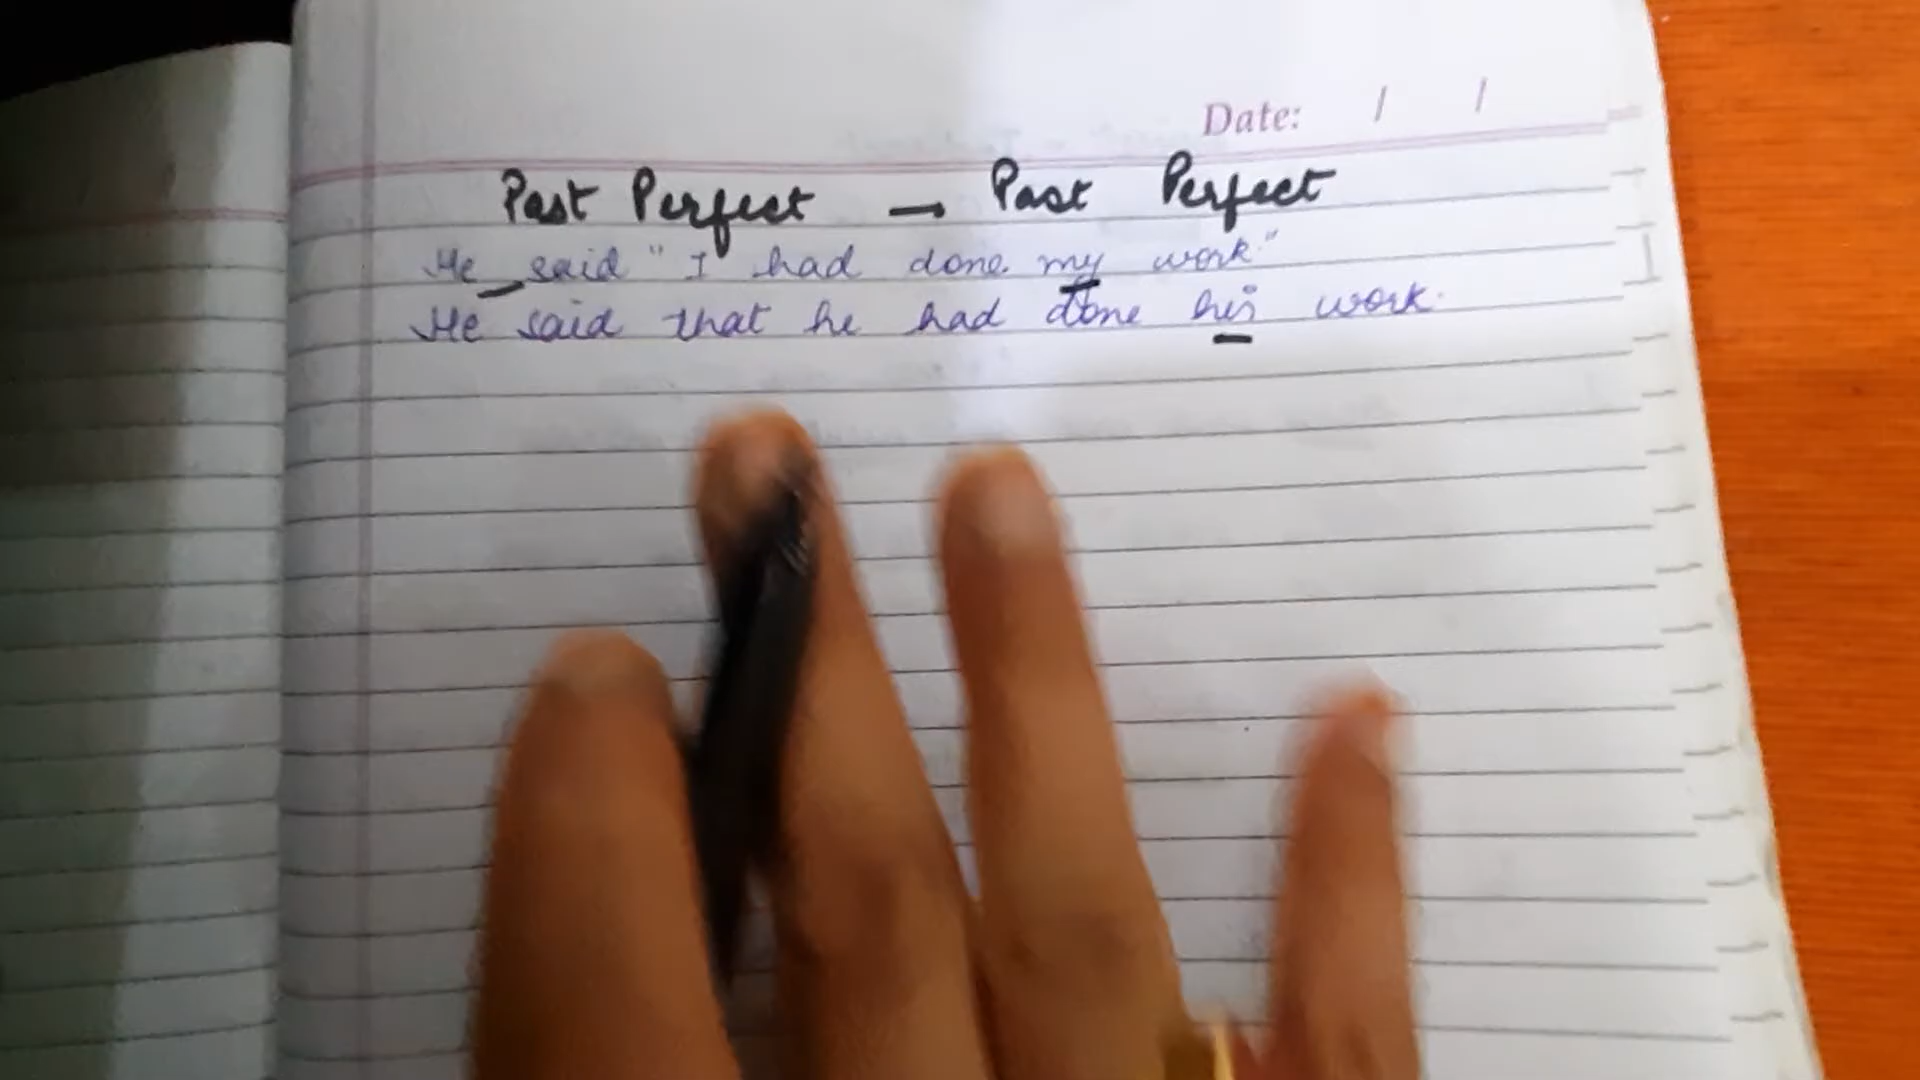 Date: / /
Past Perfect → Past Perfect
He said "I had done my work."
He said that he had done his work.